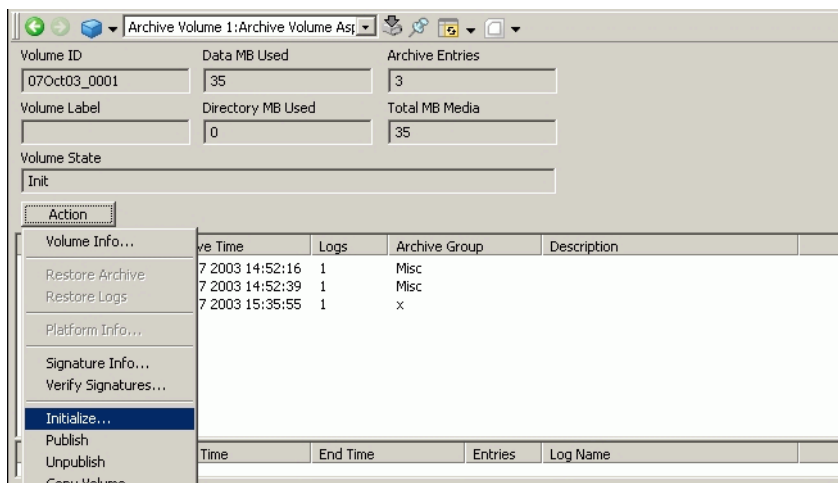 Archive Volume 1:Archive Volume Asp
Volume ID Data MB Used Archive Entries
07Oct03_0001 35 3
Volume Label Directory MB Used Total MB Media
0 35
Volume State
Init
Action
Volume Info...
ve Time Logs Archive Group Description
7 2003 14:52:16 1 Misc
7 2003 14:52:39 1 Misc
7 2003 15:35:55 1 x
Restore Archive
Restore Logs
Platform Info...
Signature Info...
Verify Signatures...
Initialize...
Publish
Unpublish
Copy Volume
Time End Time Entries Log Name